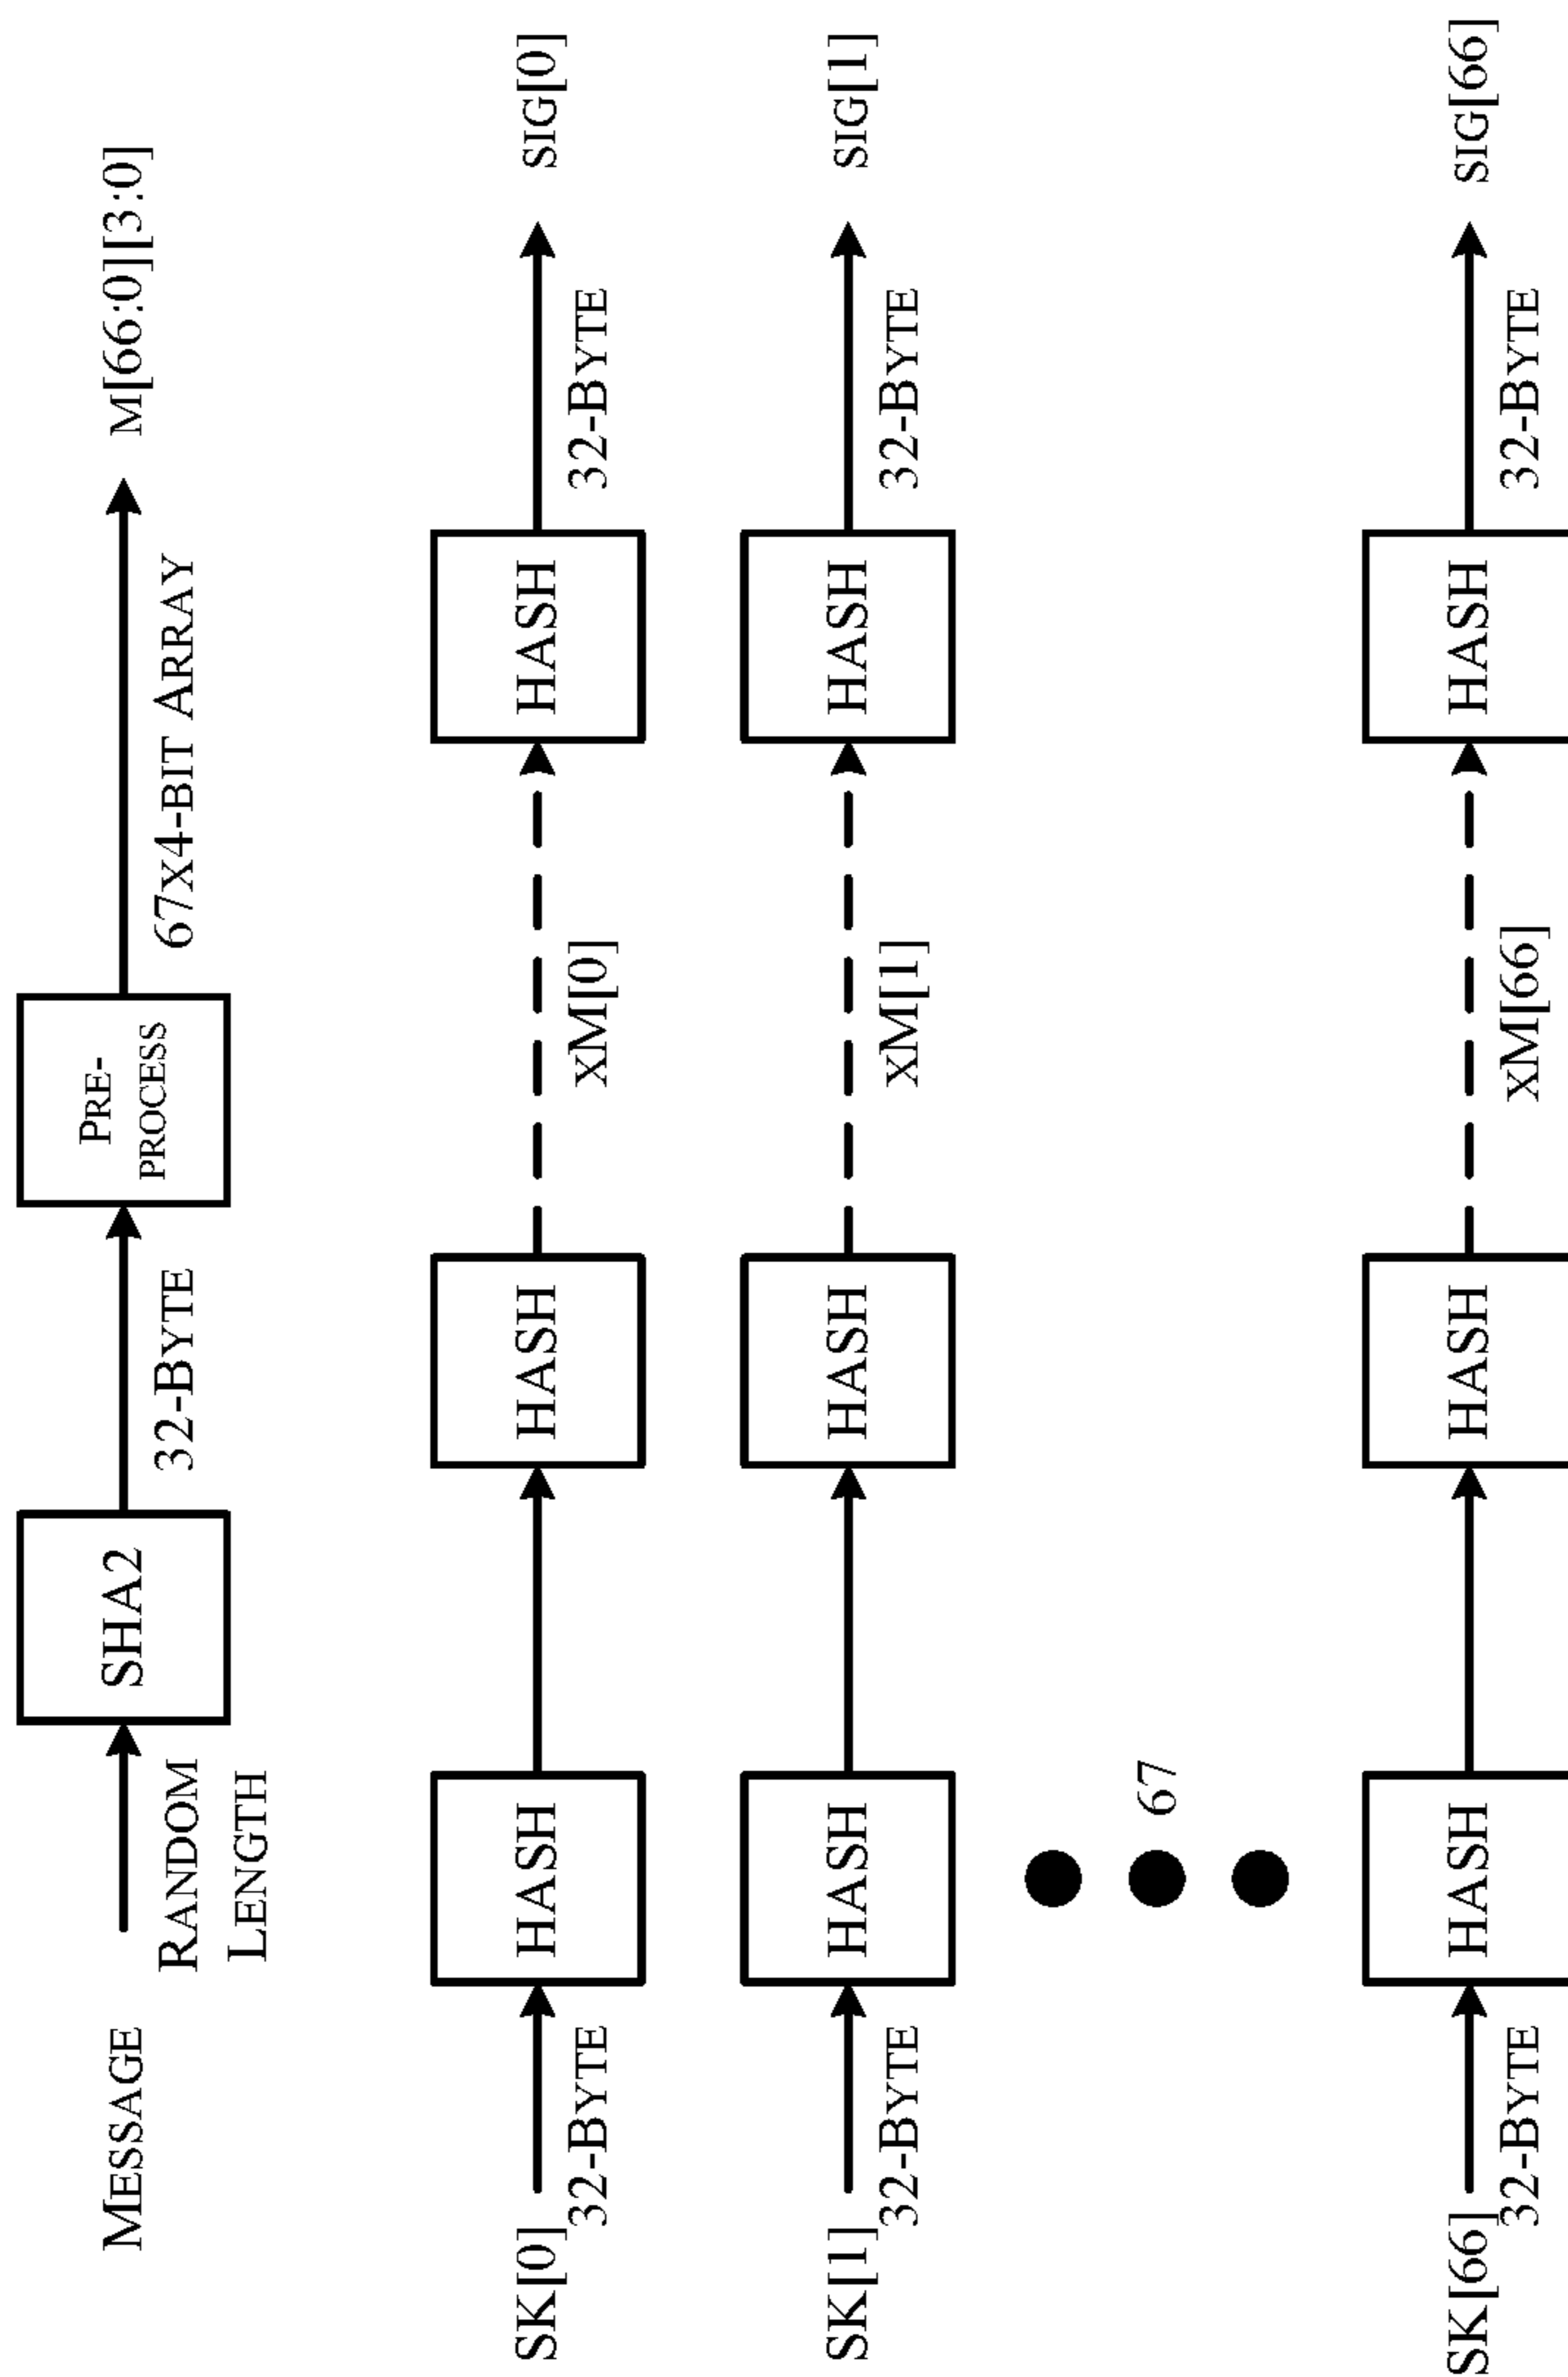 MESSAGE
RANDOM
LENGTH
SHA2
32-BYTE
PRE-
PROCESS
67X4-BIT ARRAY
M[66:0][3:0]
SK[0]
32-BYTE
HASH
HASH
XM[0]
HASH
32-BYTE
SIG[0]
SK[1]
32-BYTE
HASH
HASH
XM[1]
HASH
32-BYTE
SIG[1]
67
SK[66]
32-BYTE
HASH
HASH
XM[66]
HASH
32-BYTE
SIG[66]